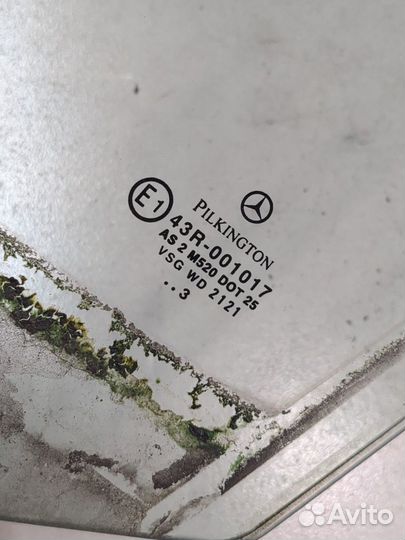 PILKINGTON
E1
43R-001017
AS 2 M520 DOT 25
VSG WD 2121
..3
Avito